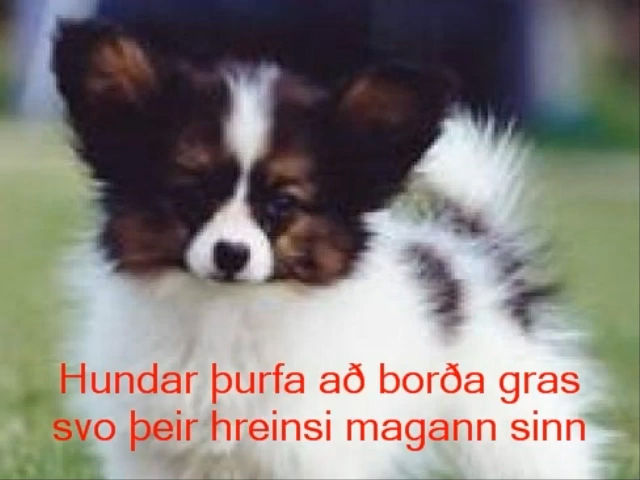 Hundar þurfa að borða gras
svo þeir hreinsi magann sinn